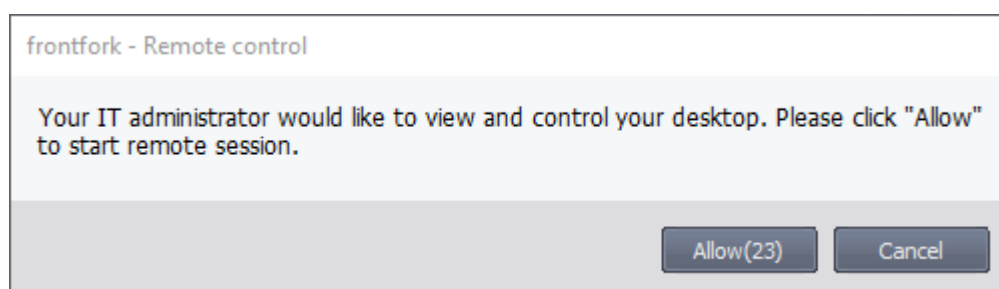 frontfork - Remote control
Your IT administrator would like to view and control your desktop. Please click "Allow"
to start remote session.
Allow(23) Cancel